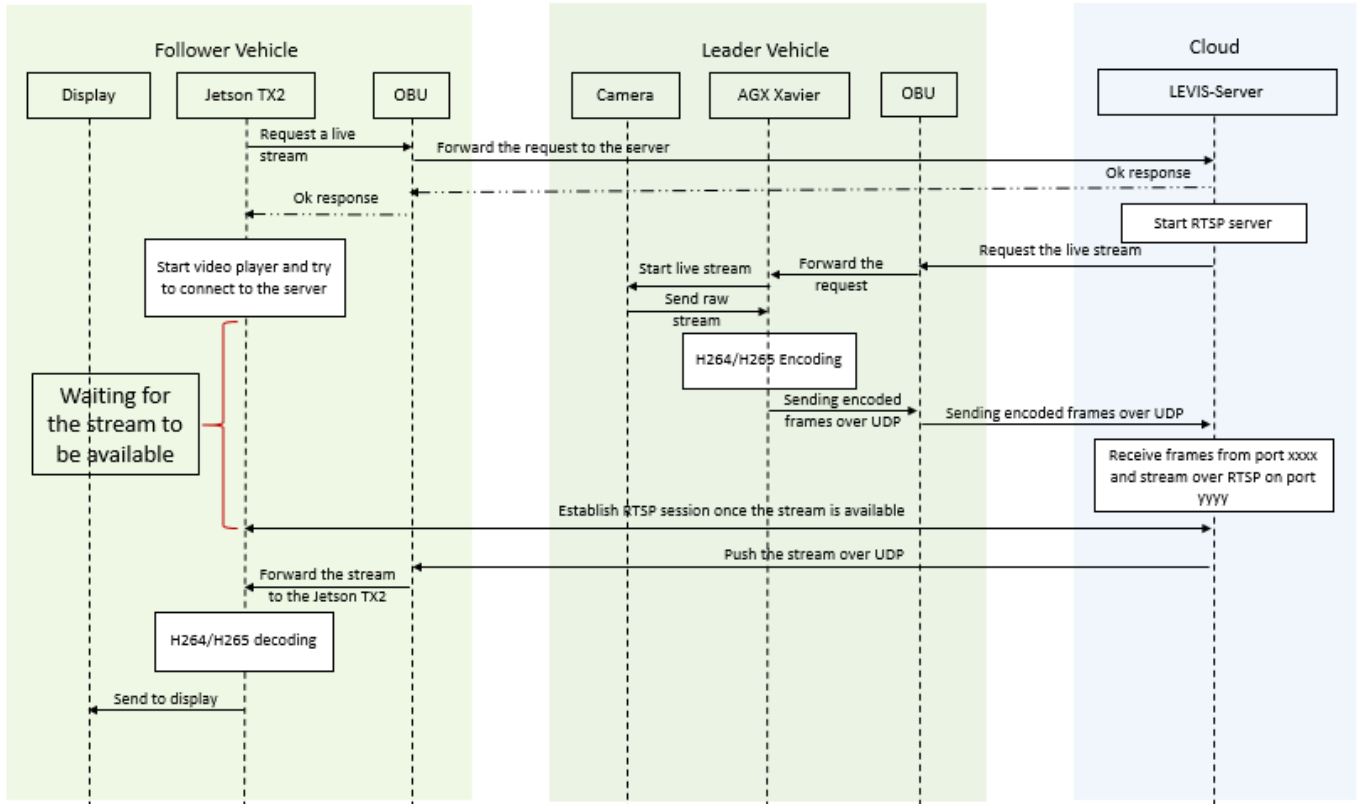 Follower Vehicle
Leader Vehicle
Cloud
Display
Jetson TX2
OBU
Camera
AGX Xavier
OBU
LEVIS-Server
Request a live
stream
Forward the request to the server
Ok response
Ok response
Start RTSP server
Start video player and try
to connect to the server
Request the live stream
Forward the
request
Start live stream
Send raw
stream
H264/H265 Encoding
Waiting for
the stream to
be available
Sending encoded
frames over UDP
Sending encoded frames over UDP
Receive frames from port xxxx
and stream over RTSP on port
yyyy
Establish RTSP session once the stream is available
Push the stream over UDP
Forward the stream
to the Jetson TX2
H264/H265 decoding
Send to display